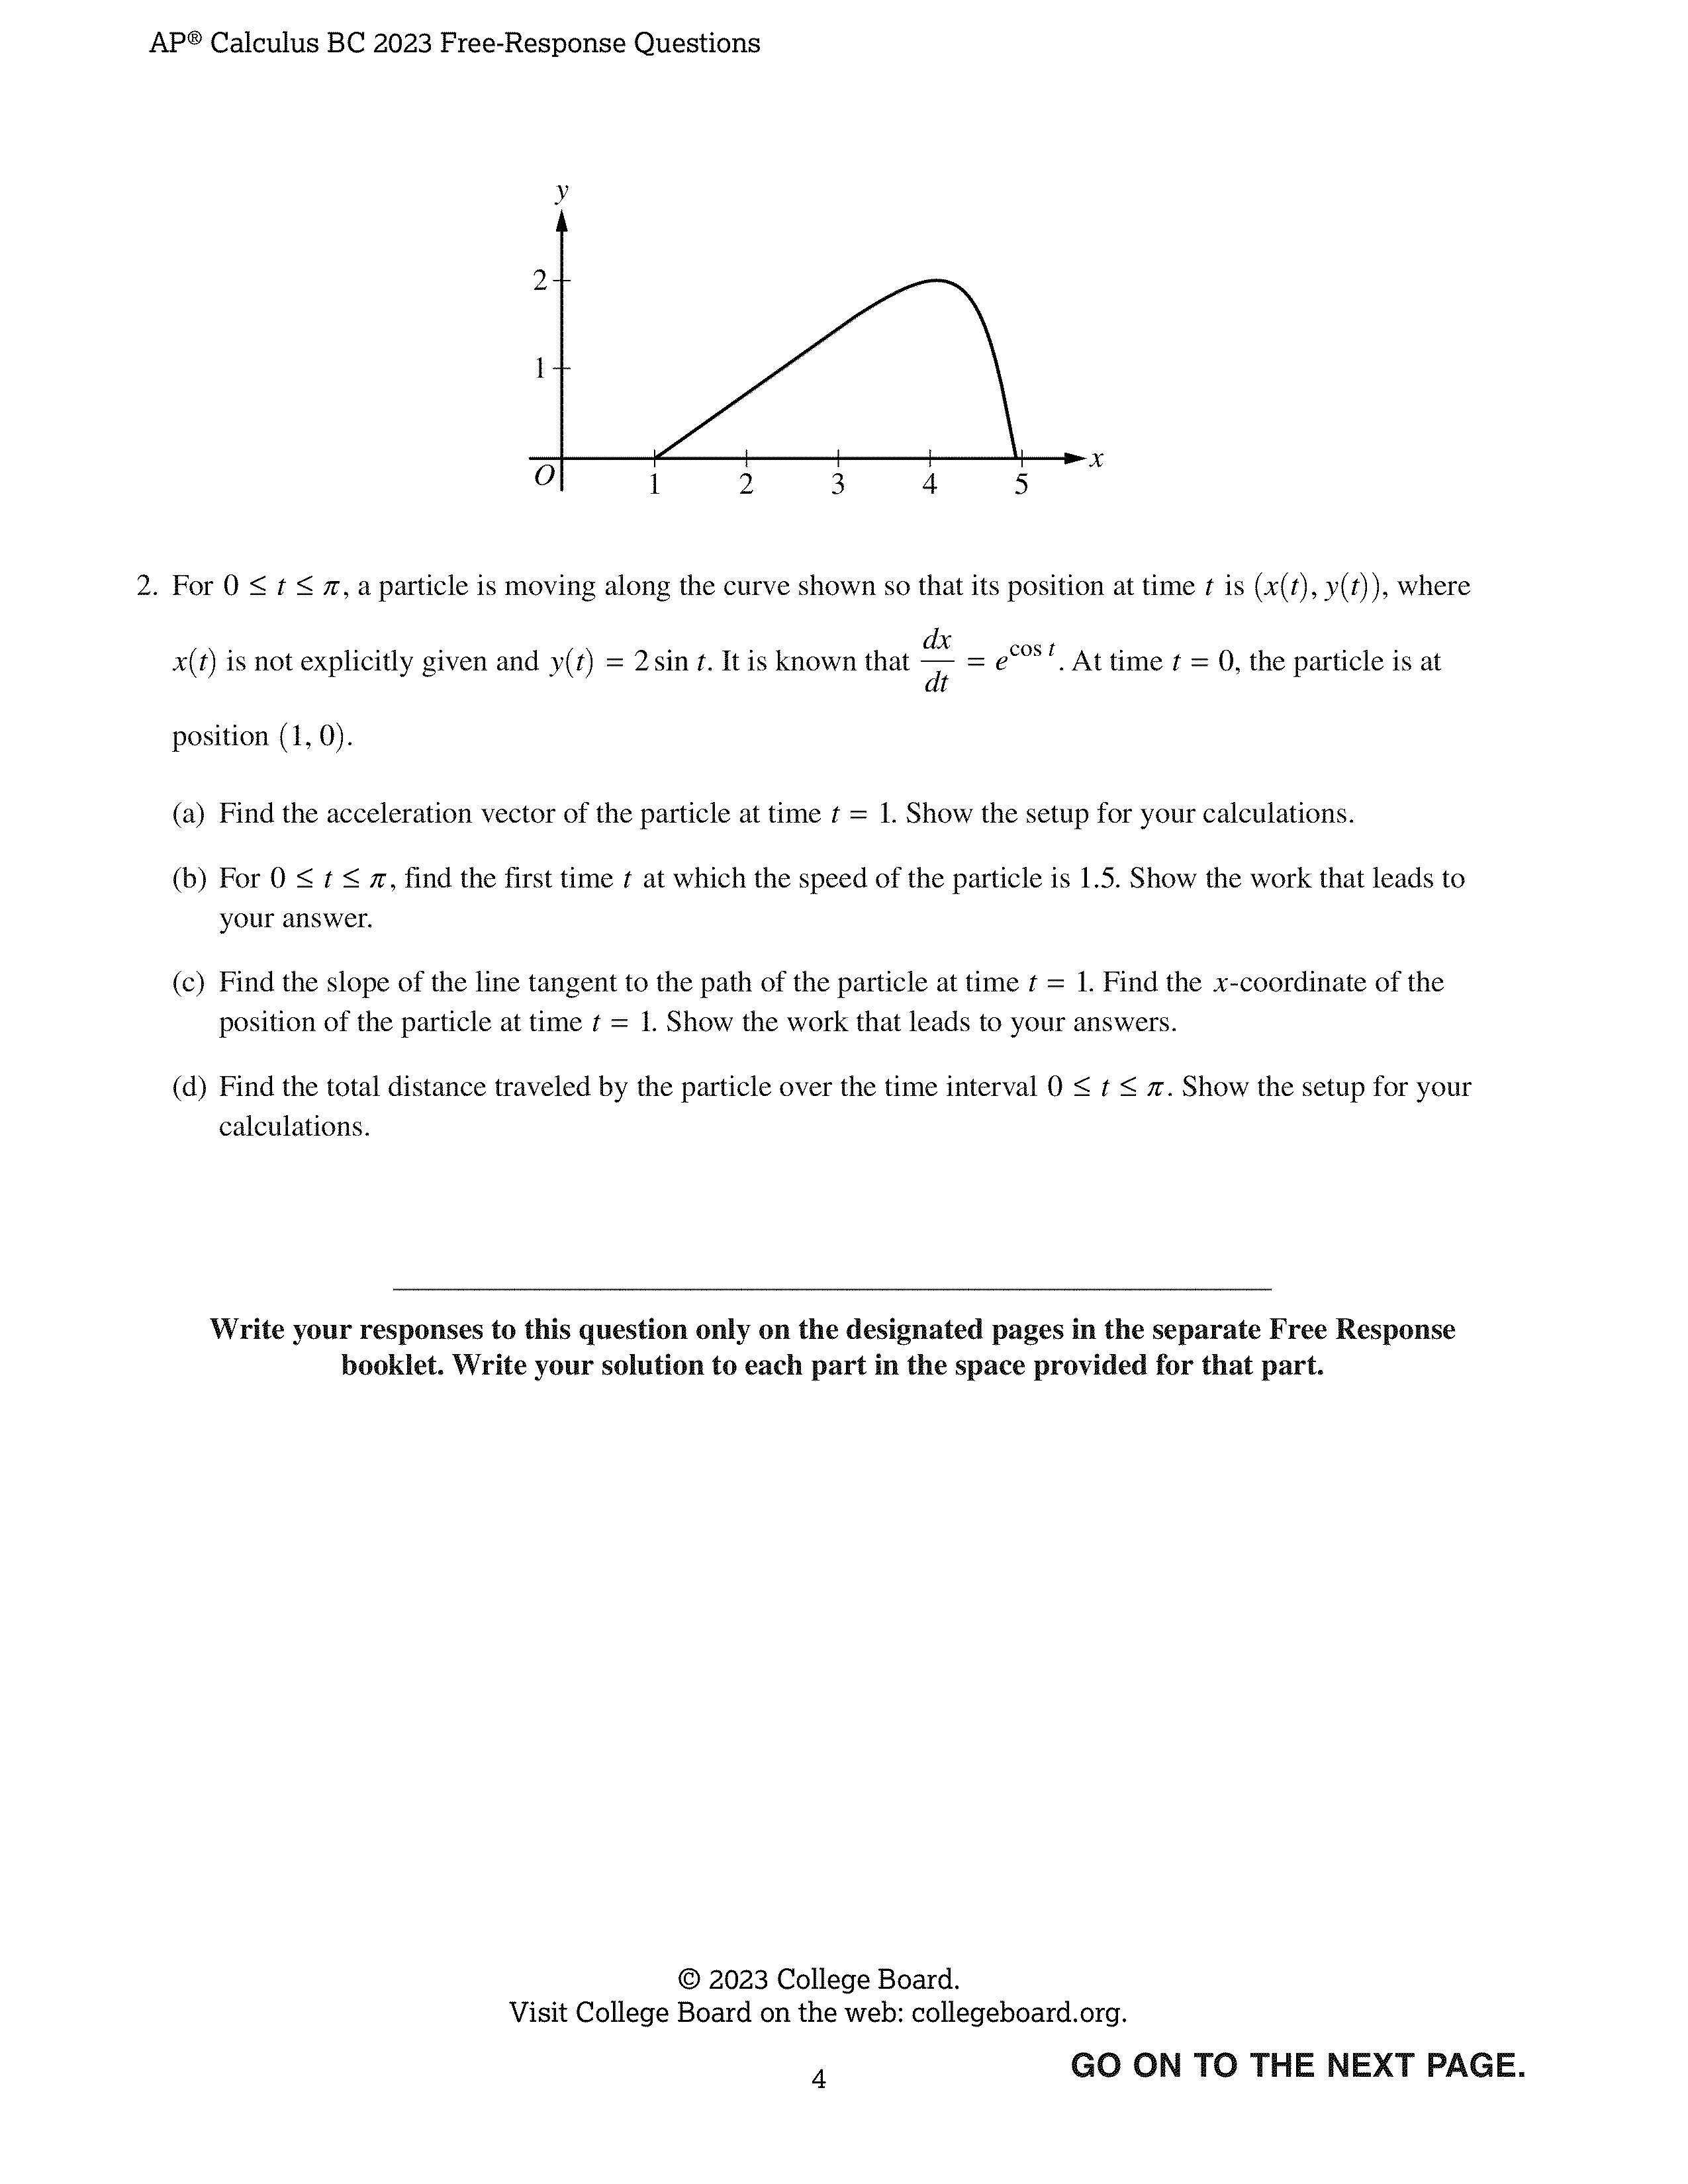 AP® Calculus BC 2023 Free-Response Questions
y
2
1
O
1 2 3 4 5
x
2. For 0 ≤ t ≤ π, a particle is moving along the curve shown so that its position at time t is (x(t), y(t)), where
x(t) is not explicitly given and y(t) = 2 sin t. It is known that dx/dt = e^(cos t). At time t = 0, the particle is at
position (1, 0).
(a) Find the acceleration vector of the particle at time t = 1. Show the setup for your calculations.
(b) For 0 ≤ t ≤ π, find the first time t at which the speed of the particle is 1.5. Show the work that leads to
your answer.
(c) Find the slope of the line tangent to the path of the particle at time t = 1. Find the x-coordinate of the
position of the particle at time t = 1. Show the work that leads to your answers.
(d) Find the total distance traveled by the particle over the time interval 0 ≤ t ≤ π. Show the setup for your
calculations.
Write your responses to this question only on the designated pages in the separate Free Response
booklet. Write your solution to each part in the space provided for that part.
© 2023 College Board.
Visit College Board on the web: collegeboard.org.
GO ON TO THE NEXT PAGE.
4